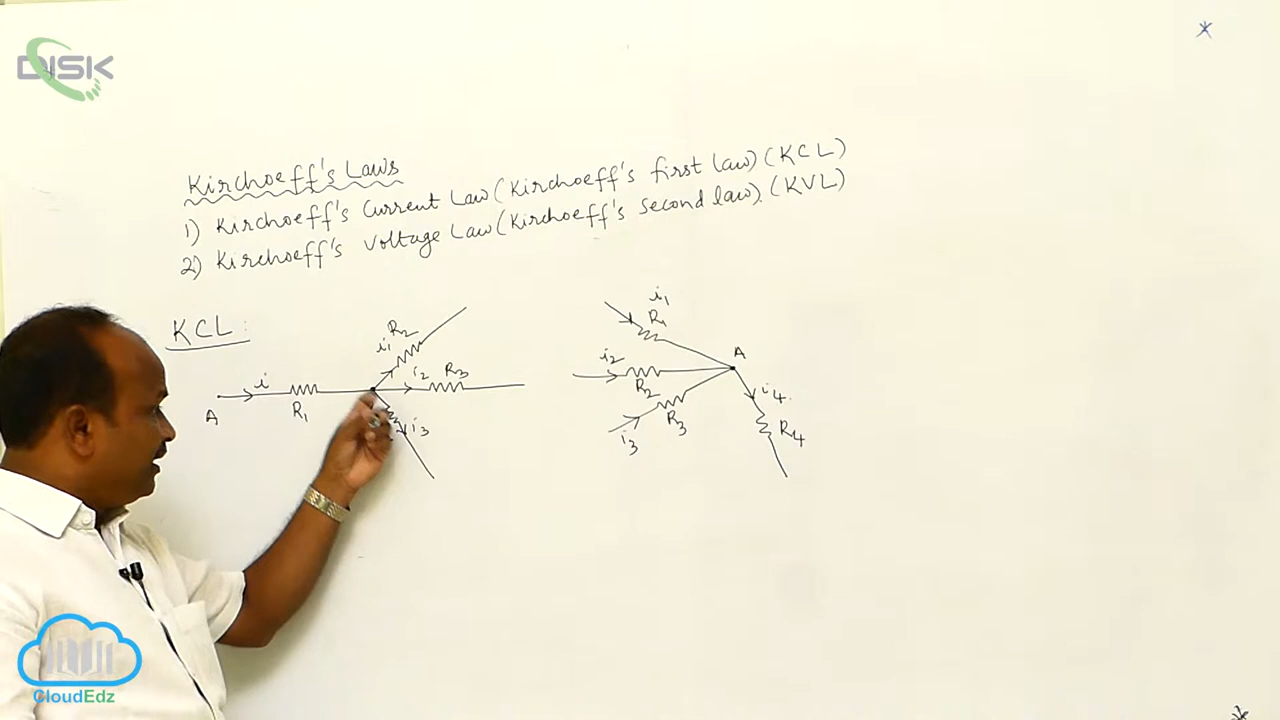 DISK
Kirchoeff's Laws
1) Kirchoeff's Current Law (Kirchoeff's first law) (KCL)
2) Kirchoeff's Voltage Law (Kirchoeff's Second law). (KVL)
KCL:
A
i
R1
i1
R2
i2
R3
i3
i1
R1
i2
R2
i3
R3
A
i4.
R4
CloudEdz